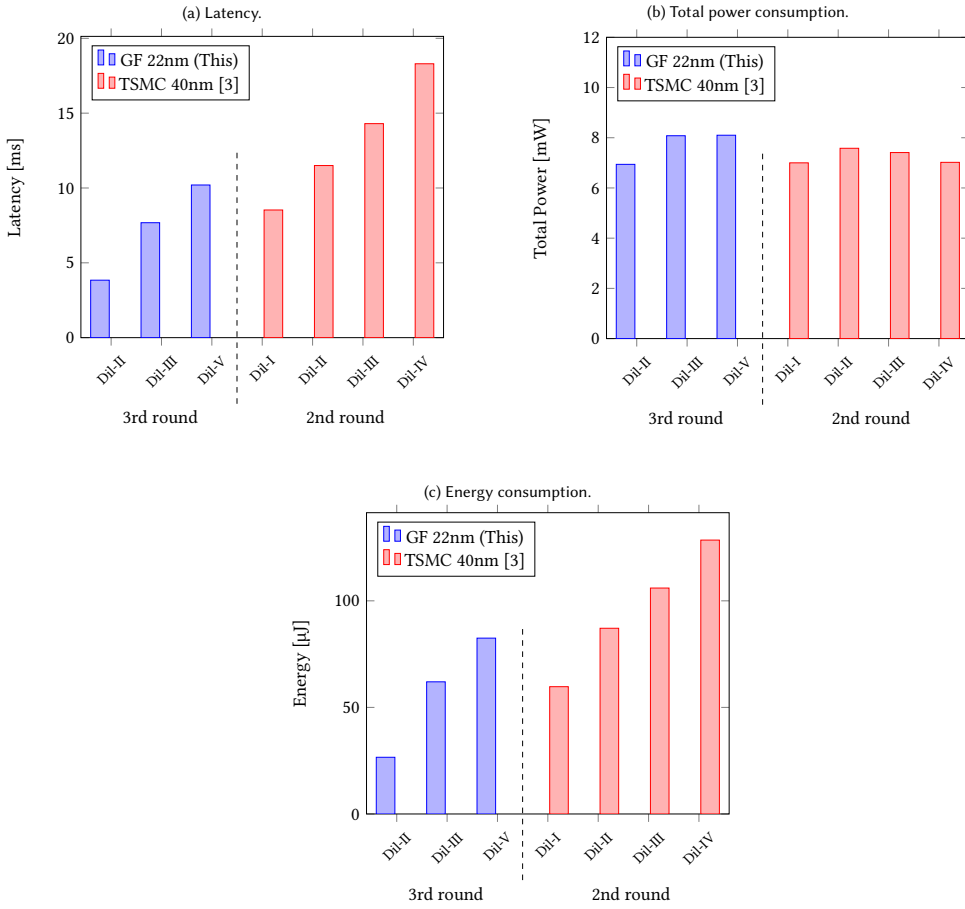 (a) Latency.
20
15
10
5
0
Latency [ms]
GF 22nm (This)
TSMC 40nm [3]
Dil-II
Dil-III
Dil-V
Dil-I
Dil-II
Dil-III
Dil-IV
3rd round
2nd round
(b) Total power consumption.
12
10
8
6
4
2
0
Total Power [mW]
GF 22nm (This)
TSMC 40nm [3]
Dil-II
Dil-III
Dil-V
Dil-I
Dil-II
Dil-III
Dil-IV
3rd round
2nd round
(c) Energy consumption.
100
50
0
Energy [µJ]
GF 22nm (This)
TSMC 40nm [3]
Dil-II
Dil-III
Dil-V
Dil-I
Dil-II
Dil-III
Dil-IV
3rd round
2nd round